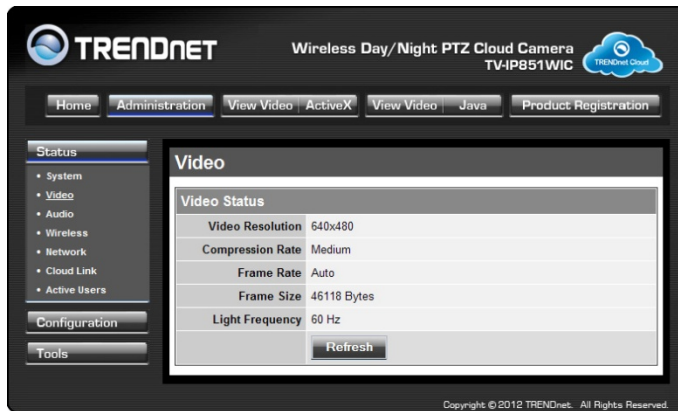 TRENDNET
Wireless Day/Night PTZ Cloud Camera
TV-IP851WIC
TRENDnet Cloud
Home Administration View Video ActiveX View Video Java Product Registration
Status
• System
• Video
• Audio
• Wireless
• Network
• Cloud Link
• Active Users
Configuration
Tools
Video
Video Status
Video Resolution 640x480
Compression Rate Medium
Frame Rate Auto
Frame Size 46118 Bytes
Light Frequency 60 Hz
Refresh
Copyright © 2012 TRENDnet. All Rights Reserved.